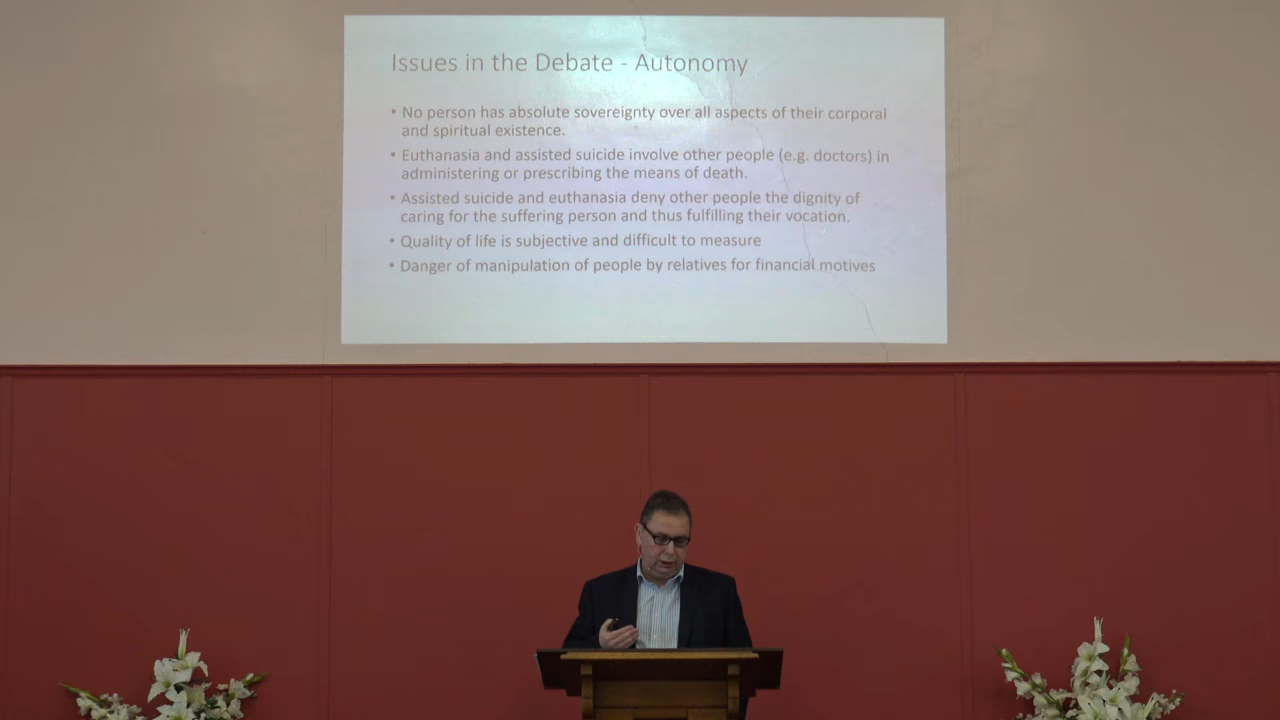 Issues in the Debate - Autonomy
• No person has absolute sovereignty over all aspects of their corporal
and spiritual existence.
• Euthanasia and assisted suicide involve other people (e.g. doctors) in
administering or prescribing the means of death.
• Assisted suicide and euthanasia deny other people the dignity of
caring for the suffering person and thus fulfilling their vocation.
• Quality of life is subjective and difficult to measure
• Danger of manipulation of people by relatives for financial motives